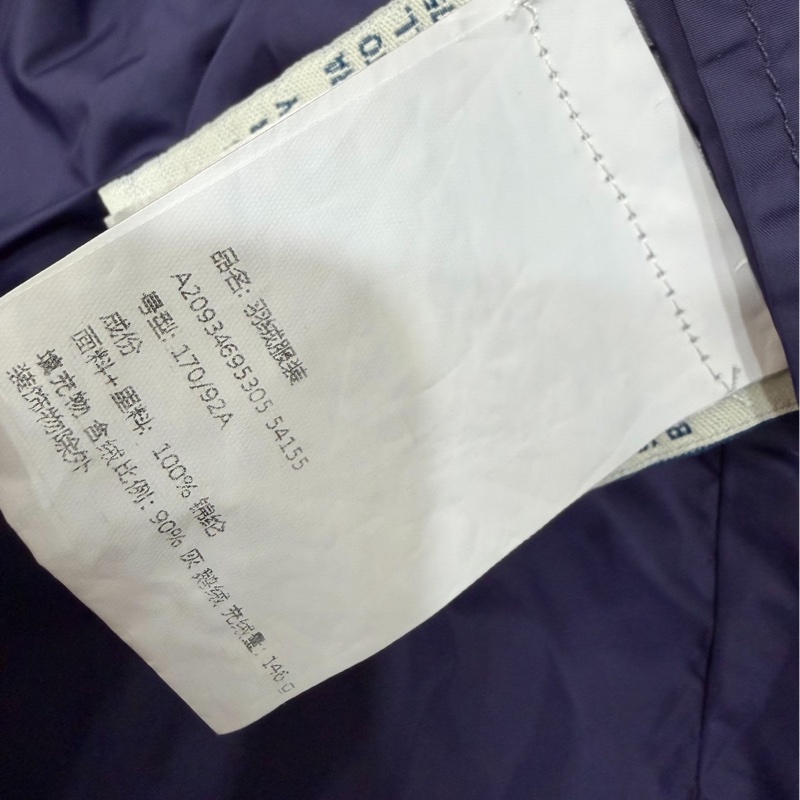 品名: 羽绒服装
A20934695305 54155
号型: 170/92A
成份
面料+里料: 100% 锦纶
填充物 含绒比例: 90% 灰 鹅绒 充绒量: 146 g
装饰物除外